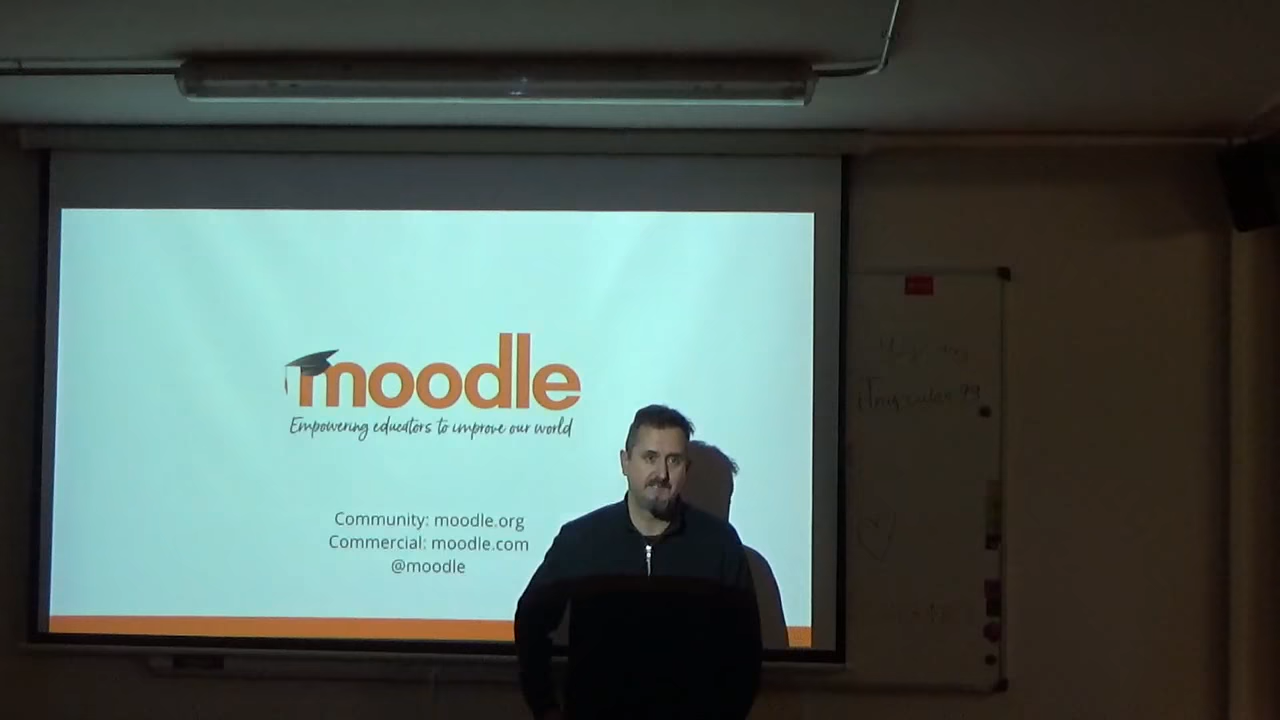 moodle
Empowering educators to improve our world
Community: moodle.org
Commercial: moodle.com
@moodle